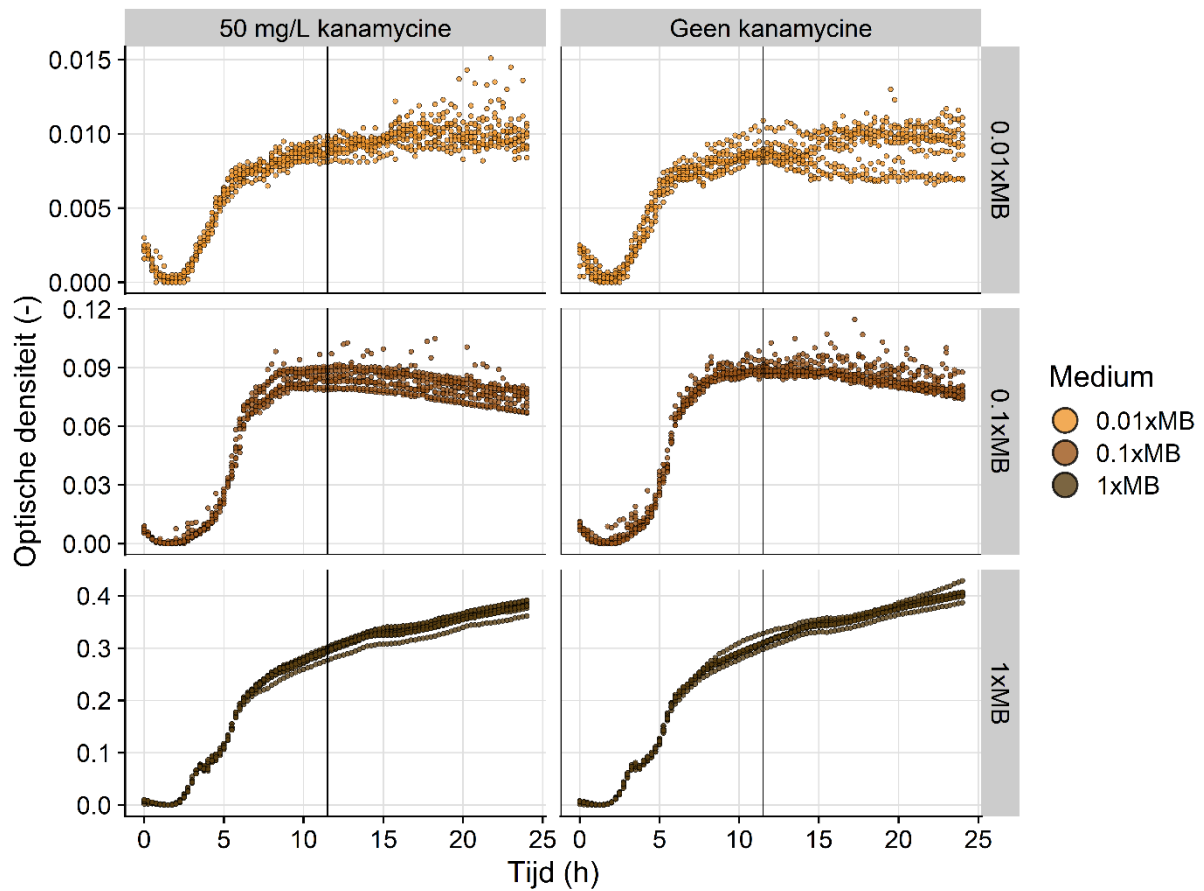 50 mg/L kanamycine
Geen kanamycine
0.015
0.010
0.005
0.000
0.01xMB
0.12
0.09
0.06
0.03
0.00
0.1xMB
0.4
0.3
0.2
0.1
0.0
1xMB
0 5 10 15 20 25
0 5 10 15 20 25
Optische densiteit (-)
Tijd (h)
Medium
0.01xMB
0.1xMB
1xMB